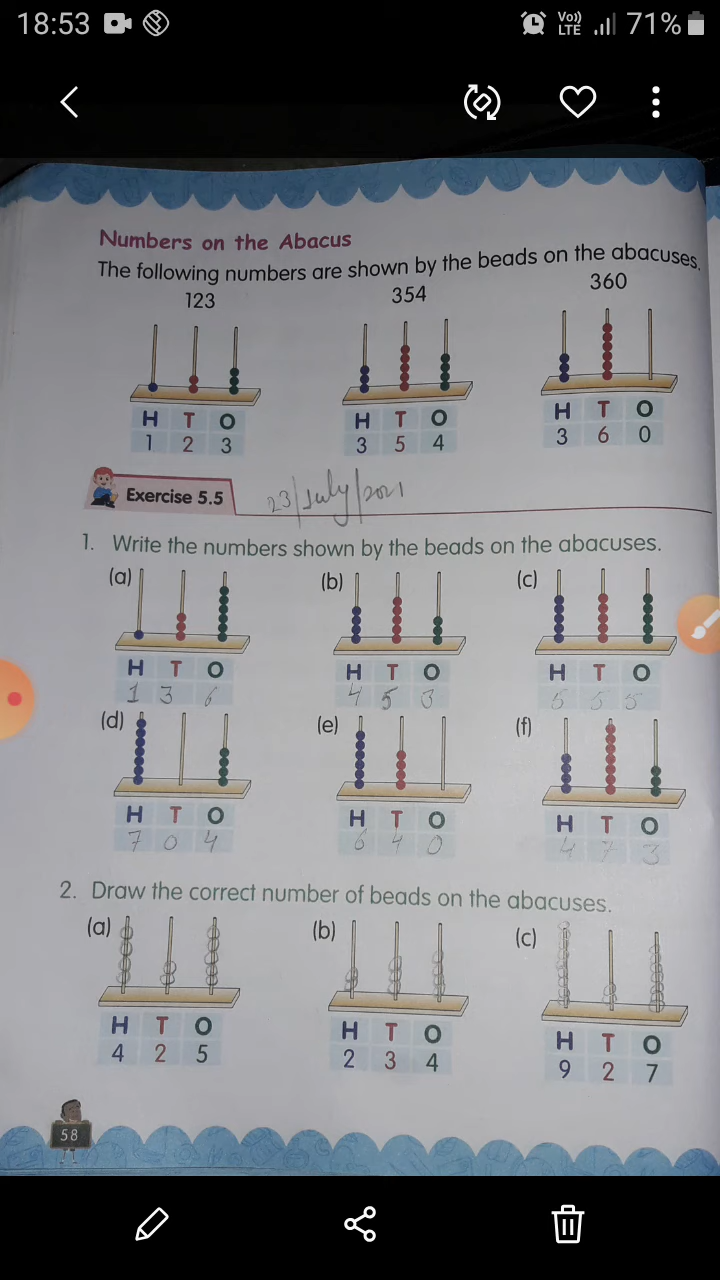 18:53 Vo)) LTE 71%
Numbers on the Abacus
The following numbers are shown by the beads on the abacuses.
123 354 360
H T O H T O H T O
1 2 3 3 5 4 3 6 0
Exercise 5.5 23/July/2021
1. Write the numbers shown by the beads on the abacuses.
(a) (b) (c)
H T O H T O H T O
1 3 6 4 5 3 5 5 5
(d) (e) (f)
H T O H T O H T O
7 0 4 6 4 0 4 7 3
2. Draw the correct number of beads on the abacuses.
(a) (b) (c)
H T O H T O H T O
4 2 5 2 3 4 9 2 7
58